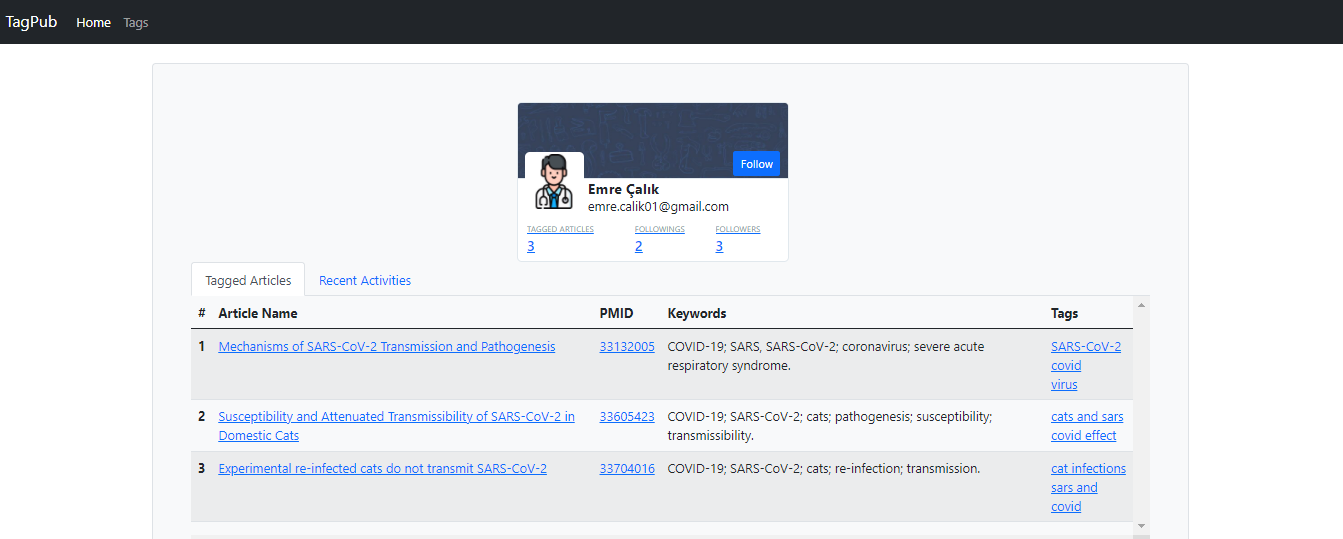 TagPub Home Tags
Follow
Emre Çalık
emre.calik01@gmail.com
TAGGED ARTICLES FOLLOWINGS FOLLOWERS
3 2 3
Tagged Articles Recent Activities
# Article Name PMID Keywords Tags
1 Mechanisms of SARS-CoV-2 Transmission and Pathogenesis 33132005 COVID-19; SARS, SARS-CoV-2; coronavirus; severe acute SARS-CoV-2
respiratory syndrome. covid
virus
2 Susceptibility and Attenuated Transmissibility of SARS-CoV-2 in 33605423 COVID-19; SARS-CoV-2; cats; pathogenesis; susceptibility; cats and sars
Domestic Cats transmissibility. covid effect
3 Experimental re-infected cats do not transmit SARS-CoV-2 33704016 COVID-19; SARS-CoV-2; cats; re-infection; transmission. cat infections
sars and
covid